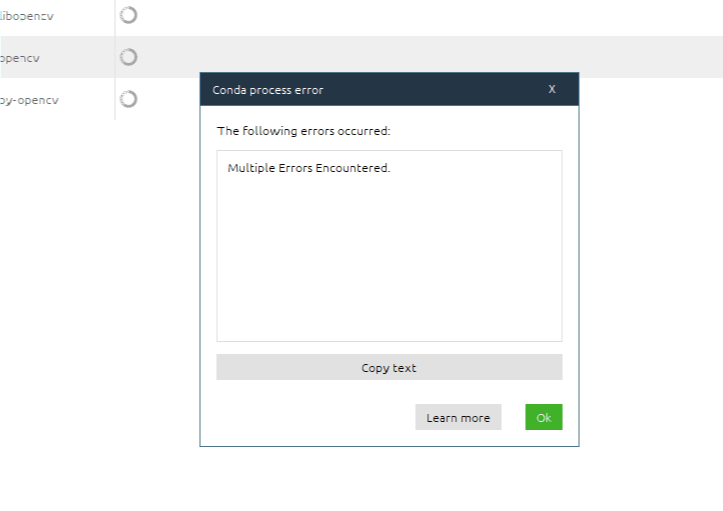 libopencv
opencv
py-opencv
Conda process error
X
The following errors occurred:
Multiple Errors Encountered.
Copy text
Learn more
Ok